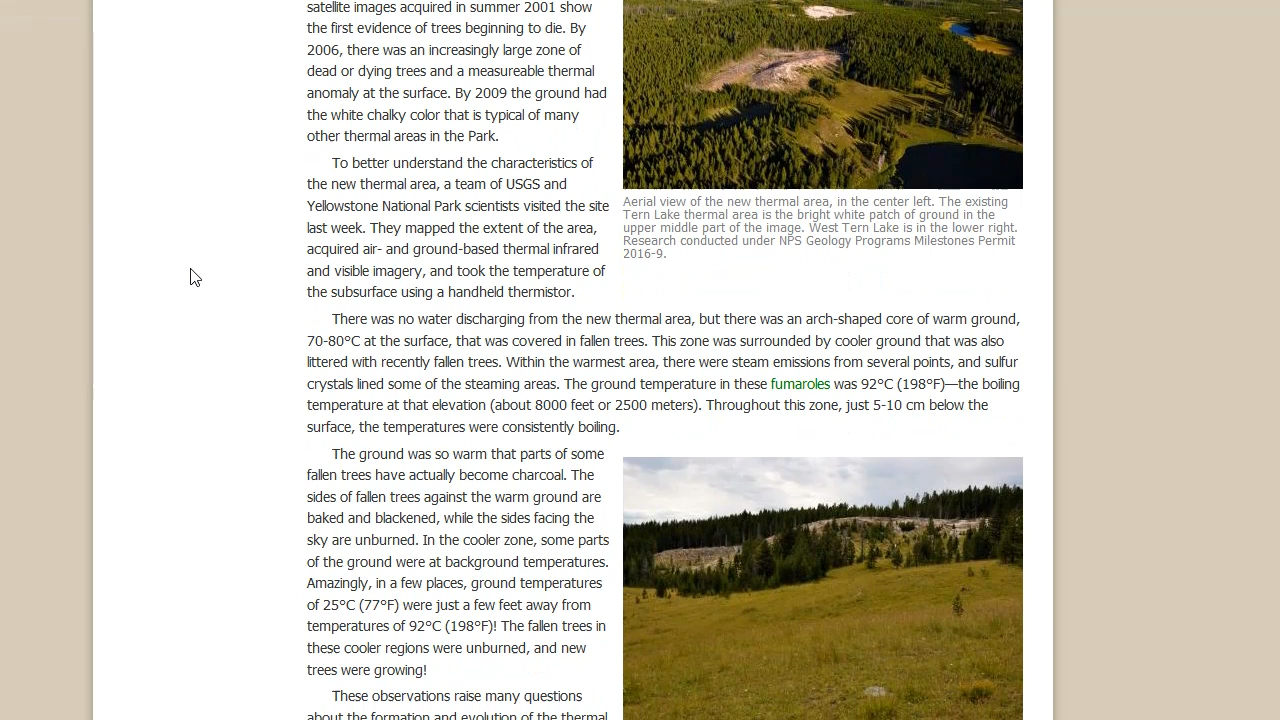 satellite images acquired in summer 2001 show
the first evidence of trees beginning to die. By
2006, there was an increasingly large zone of
dead or dying trees and a measureable thermal
anomaly at the surface. By 2009 the ground had
the white chalky color that is typical of many
other thermal areas in the Park.
To better understand the characteristics of
the new thermal area, a team of USGS and
Yellowstone National Park scientists visited the site
last week. They mapped the extent of the area,
acquired air- and ground-based thermal infrared
and visible imagery, and took the temperature of
the subsurface using a handheld thermistor.
Aerial view of the new thermal area, in the center left. The existing
Tern Lake thermal area is the bright white patch of ground in the
upper middle part of the image. West Tern Lake is in the lower right.
Research conducted under NPS Geology Programs Milestones Permit
2016-9.
There was no water discharging from the new thermal area, but there was an arch-shaped core of warm ground,
70-80°C at the surface, that was covered in fallen trees. This zone was surrounded by cooler ground that was also
littered with recently fallen trees. Within the warmest area, there were steam emissions from several points, and sulfur
crystals lined some of the steaming areas. The ground temperature in these fumaroles was 92°C (198°F)—the boiling
temperature at that elevation (about 8000 feet or 2500 meters). Throughout this zone, just 5-10 cm below the
surface, the temperatures were consistently boiling.
The ground was so warm that parts of some
fallen trees have actually become charcoal. The
sides of fallen trees against the warm ground are
baked and blackened, while the sides facing the
sky are unburned. In the cooler zone, some parts
of the ground were at background temperatures.
Amazingly, in a few places, ground temperatures
of 25°C (77°F) were just a few feet away from
temperatures of 92°C (198°F)! The fallen trees in
these cooler regions were unburned, and new
trees were growing!
These observations raise many questions
about the formation and evolution of the thermal